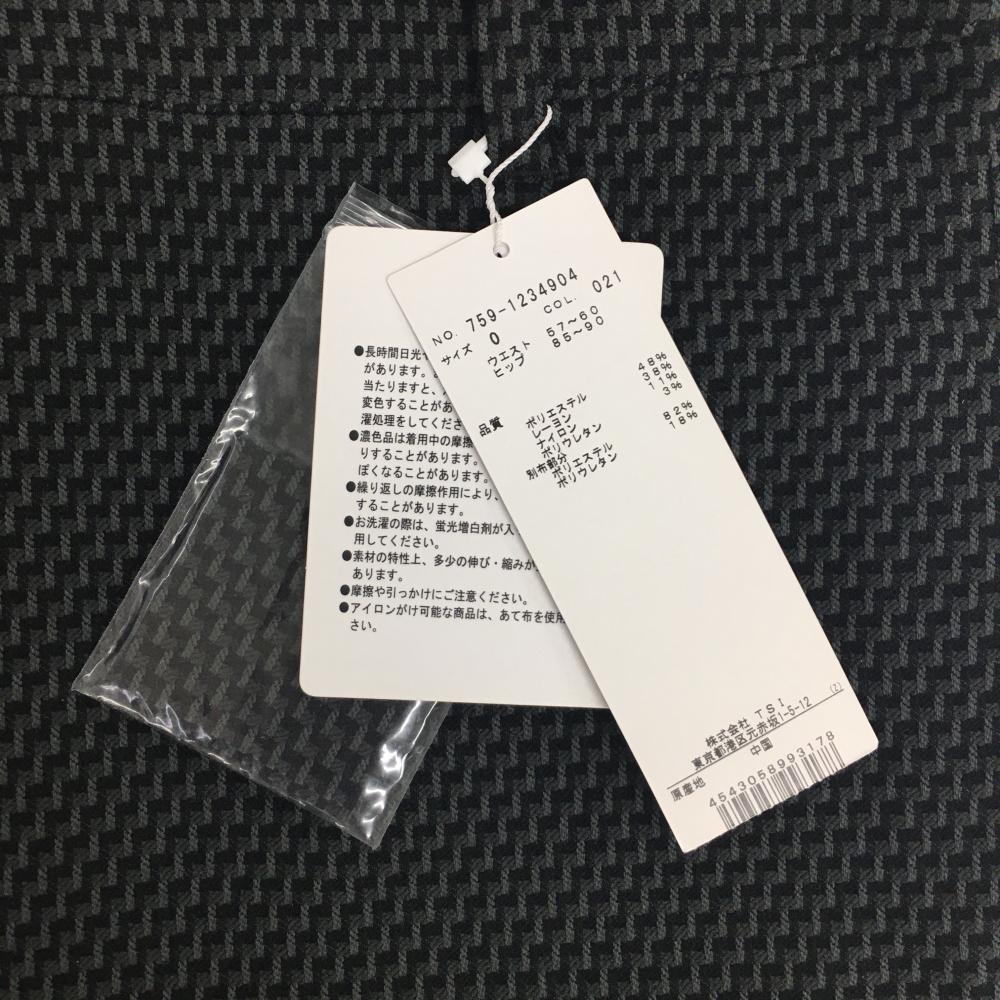 ●長時間日光や
があります。
当たりますと、
変色することがあ
濯処理をしてくださ
●濃色品は着用中の摩擦
りすることがあります。
ぽくなることがあります。
●繰り返しの摩擦作用により、
することがあります。
●お洗濯の際は、蛍光増白剤が入
用してください。
●素材の特性上、多少の伸び・縮みが
あります。
●摩擦や引っかけにご注意ください。
●アイロンがけ可能な商品は、あて布を使用
さい。
NO. 759-1234904
サイズ 0 COL. 021
ウエスト 57~60
ヒップ 85~90
品質 ポリエステル 48%
レーヨン 38%
ナイロン 11%
ポリウレタン 3%
別布部分
ポリエステル 82%
ポリウレタン 18%
株式会社 TSI
東京都港区元赤坂1-5-12 (Z)
原産地 中国
4543058993178